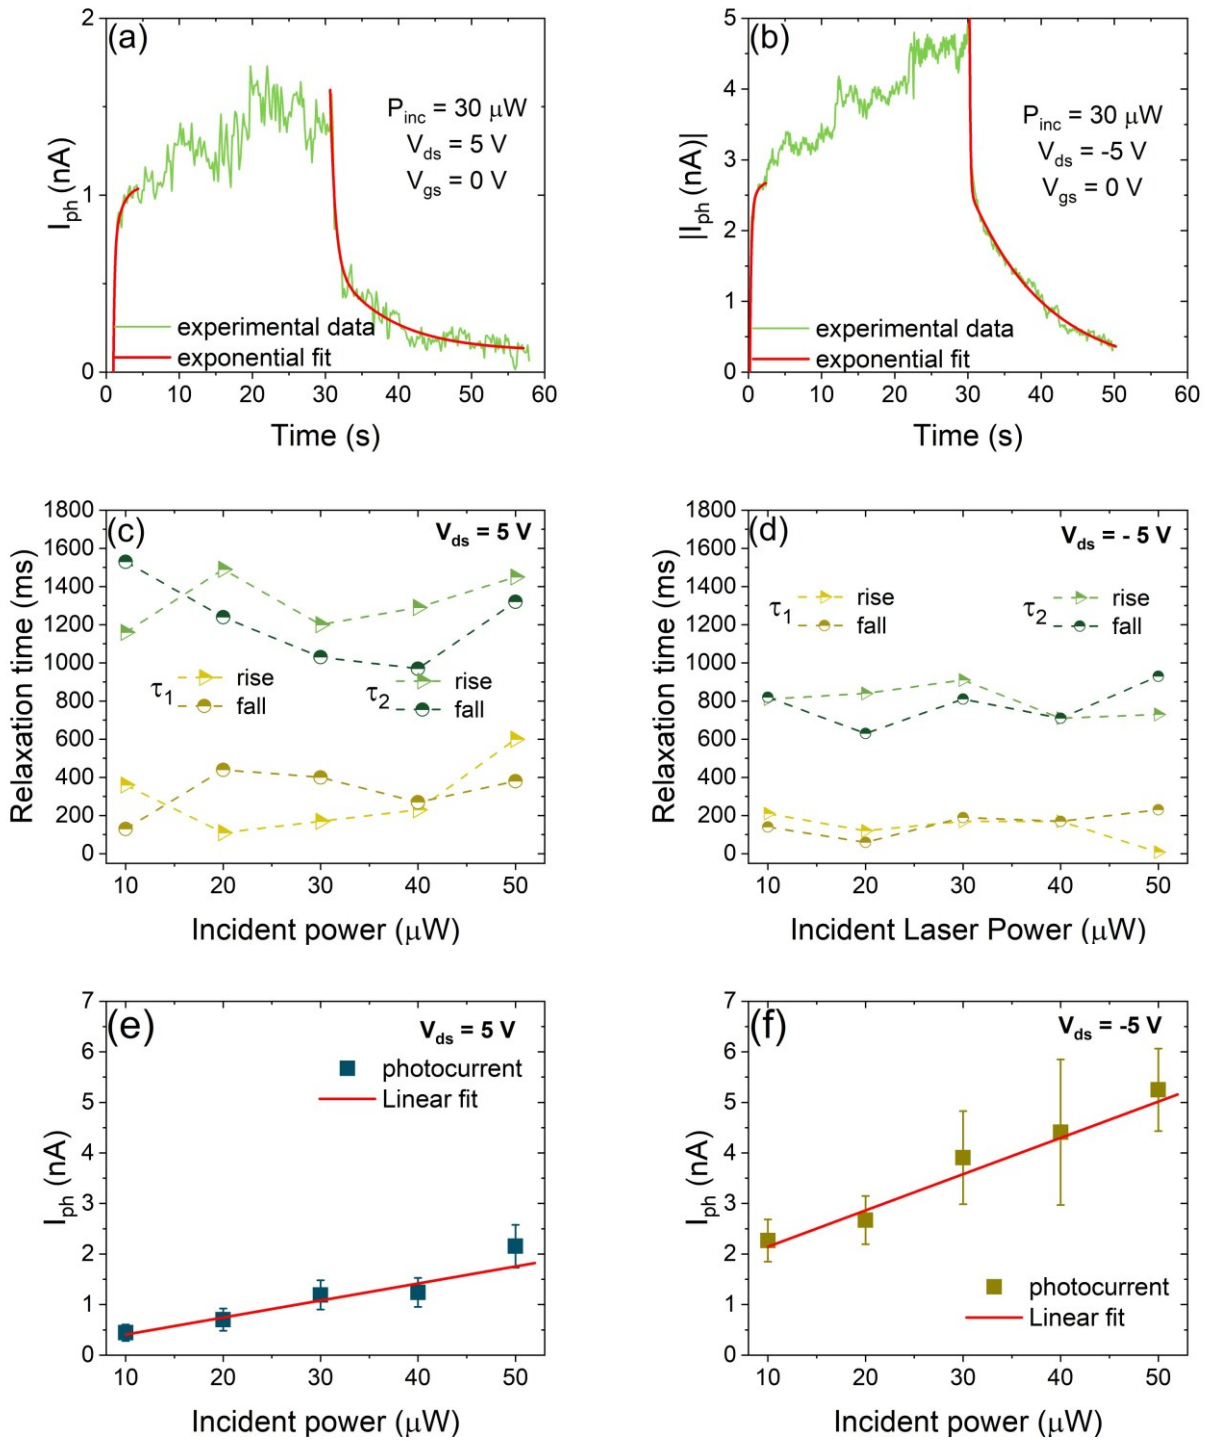 (a)
P_inc = 30 μW
V_ds = 5 V
V_gs = 0 V
experimental data
exponential fit
I_ph (nA)
2
1
0
0 10 20 30 40 50 60
Time (s)
(b)
P_inc = 30 μW
V_ds = -5 V
V_gs = 0 V
experimental data
exponential fit
|I_ph (nA)|
5
4
3
2
1
0
0 10 20 30 40 50 60
Time (s)
(c)
V_ds = 5 V
τ_1
rise
fall
τ_2
rise
fall
Relaxation time (ms)
1800
1600
1400
1200
1000
800
600
400
200
0
10 20 30 40 50
Incident power (μW)
(d)
V_ds = - 5 V
τ_1
rise
fall
τ_2
rise
fall
Relaxation time (ms)
1800
1600
1400
1200
1000
800
600
400
200
0
10 20 30 40 50
Incident Laser Power (μW)
(e)
V_ds = 5 V
photocurrent
Linear fit
I_ph (nA)
7
6
5
4
3
2
1
0
10 20 30 40 50
Incident power (μW)
(f)
V_ds = -5 V
photocurrent
Linear fit
I_ph (nA)
7
6
5
4
3
2
1
0
10 20 30 40 50
Incident power (μW)